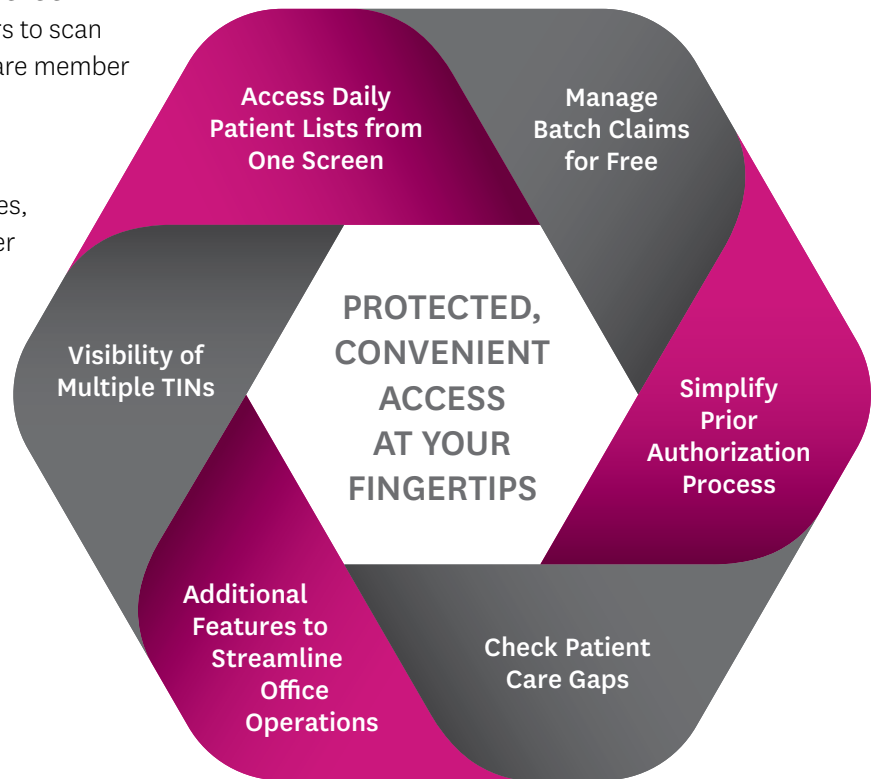 rs to scan
are member
es,
er
Access Daily
Patient Lists from
One Screen
Manage
Batch Claims
for Free
Simplify
Prior
Authorization
Process
Check Patient
Care Gaps
Additional
Features to
Streamline
Office
Operations
Visibility of
Multiple TINs
PROTECTED,
CONVENIENT
ACCESS
AT YOUR
FINGERTIPS